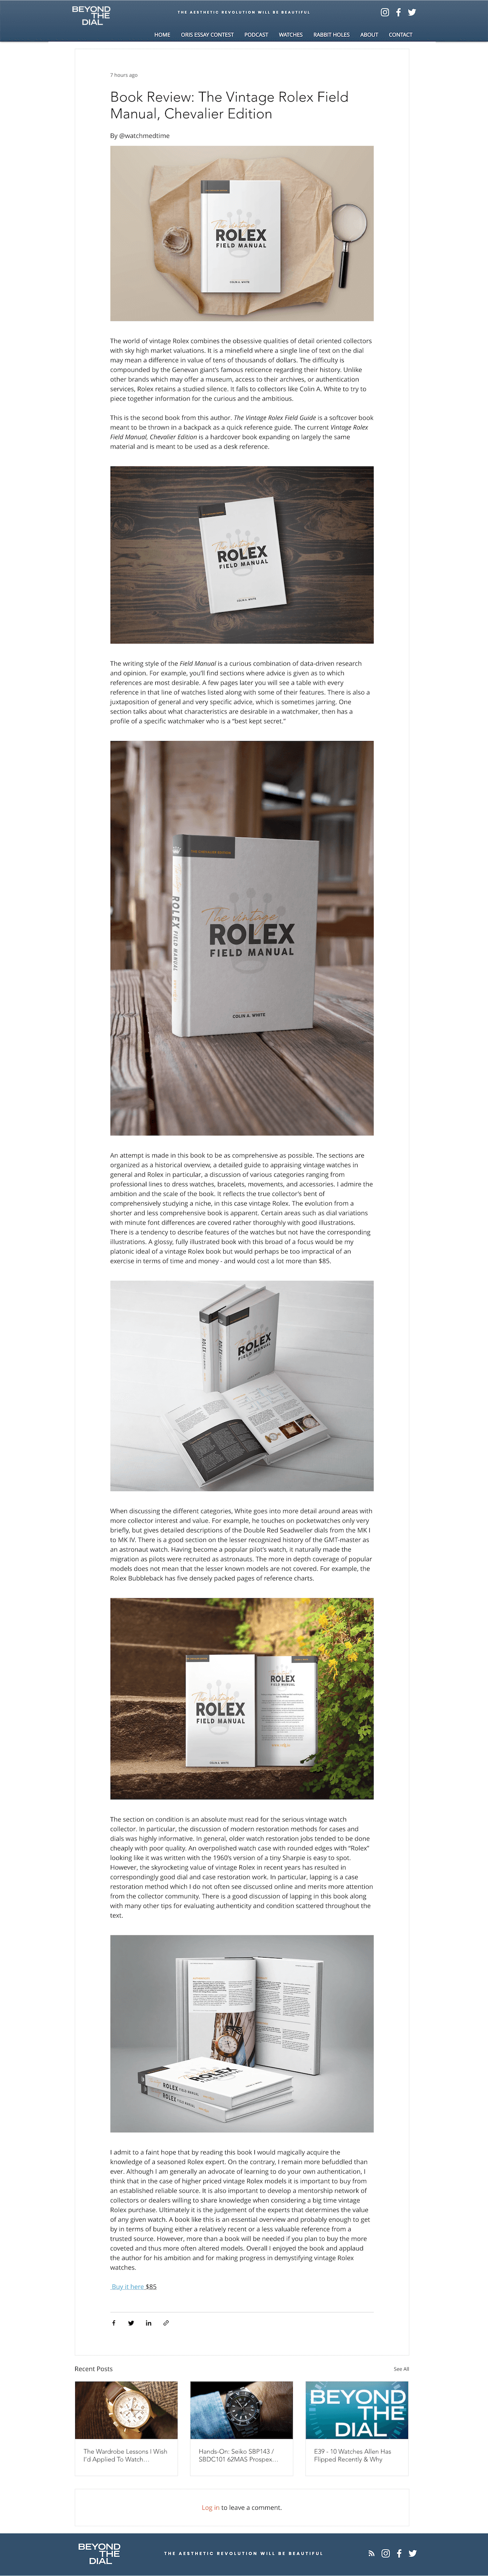 BEYOND
THE
DIAL
THE AESTHETIC REVOLUTION WILL BE BEAUTIFUL
HOME
ORIS ESSAY CONTEST
PODCAST
WATCHES
RABBIT HOLES
ABOUT
CONTACT
7 hours ago
Book Review: The Vintage Rolex Field
Manual, Chevalier Edition
By @watchmedtime
The vintage
ROLEX
FIELD MANUAL
COLIN A. WHITE
The world of vintage Rolex combines the obsessive qualities of detail oriented collectors
with sky high market valuations. It is a minefield where a single line of text on the dial
may mean a difference in value of tens of thousands of dollars. The difficulty is
compounded by the Genevan giant's famous reticence regarding their history. Unlike
other brands which may offer a museum, access to their archives, or authentication
services, Rolex retains a studied silence. It falls to collectors like Colin A. White to try to
piece together information for the curious and the ambitious.
This is the second book from this author. The Vintage Rolex Field Guide is a softcover book
meant to be thrown in a backpack as a quick reference guide. The current Vintage Rolex
Field Manual, Chevalier Edition is a hardcover book expanding on largely the same
material and is meant to be used as a desk reference.
The vintage
ROLEX
FIELD MANUAL
COLIN A. WHITE
The writing style of the Field Manual is a curious combination of data-driven research
and opinion. For example, you'll find sections where advice is given as to which
references are most desirable. A few pages later you will see a table with every
reference in that line of watches listed along with some of their features. There is also a
juxtaposition of general and very specific advice, which is sometimes jarring. One
section talks about what characteristics are desirable in a watchmaker, then has a
profile of a specific watchmaker who is a “best kept secret.”
The vintage
ROLEX
FIELD MANUAL
COLIN A. WHITE
ROLEX FIELD MANUAL
An attempt is made in this book to be as comprehensive as possible. The sections are
organized as a historical overview, a detailed guide to appraising vintage watches in
general and Rolex in particular, a discussion of various categories ranging from
professional lines to dress watches, bracelets, movements, and accessories. I admire the
ambition and the scale of the book. It reflects the true collector's bent of
comprehensively studying a niche, in this case vintage Rolex. The evolution from a
shorter and less comprehensive book is apparent. Certain areas such as dial variations
with minute font differences are covered rather thoroughly with good illustrations.
There is a tendency to describe features of the watches but not have the corresponding
illustrations. A glossy, fully illustrated book with this broad of a focus would be my
platonic ideal of a vintage Rolex book but would perhaps be too impractical of an
exercise in terms of time and money - and would cost a lot more than $85.
ROLEX
FIELD MANUAL
When discussing the different categories, White goes into more detail around areas with
more collector interest and value. For example, he touches on pocketwatches only very
briefly, but gives detailed descriptions of the Double Red Seadweller dials from the MK I
to MK IV. There is a good section on the lesser recognized history of the GMT-master as
an astronaut watch. Having become a popular pilot's watch, it naturally made the
migration as pilots were recruited as astronauts. The more in depth coverage of popular
models does not mean that the lesser known models are not covered. For example, the
Rolex Bubbleback has five densely packed pages of reference charts.
The vintage
ROLEX
FIELD MANUAL
COLIN A. WHITE
ROLEX
FIELD MANUAL
The section on condition is an absolute must read for the serious vintage watch
collector. In particular, the discussion of modern restoration methods for cases and
dials was highly informative. In general, older watch restoration jobs tended to be done
cheaply with poor quality. An overpolished watch case with rounded edges with “Rolex”
looking like it was written with the 1960's version of a tiny Sharpie is easy to spot.
However, the skyrocketing value of vintage Rolex in recent years has resulted in
correspondingly good dial and case restoration work. In particular, lapping is a case
restoration method which I do not often see discussed online and merits more attention
from the collector community. There is a good discussion of lapping in this book along
with many other tips for evaluating authenticity and condition scattered throughout the
text.
ROLEX FIELD MANUAL
ROLEX FIELD MANUAL
I admit to a faint hope that by reading this book I would magically acquire the
knowledge of a seasoned Rolex expert. On the contrary, I remain more befuddled than
ever. Although I am generally an advocate of learning to do your own authentication, I
think that in the case of higher priced vintage Rolex models it is important to buy from
an established reliable source. It is also important to develop a mentorship network of
collectors or dealers willing to share knowledge when considering a big time vintage
Rolex purchase. Ultimately it is the judgement of the experts that determines the value
of any given watch. A book like this is an essential overview and probably enough to get
by in terms of buying either a relatively recent or a less valuable reference from a
trusted source. However, more than a book will be needed if you plan to buy the more
coveted and thus more often altered models. Overall I enjoyed the book and applaud
the author for his ambition and for making progress in demystifying vintage Rolex
watches.
Buy it here $85
Recent Posts
See All
The Wardrobe Lessons I Wish
I'd Applied To Watch...
Hands-On: Seiko SBP143 /
SBDC101 62MAS Prospex...
BEYOND
THE
DIAL
E39 - 10 Watches Allen Has
Flipped Recently & Why
Log in to leave a comment.
BEYOND
THE
DIAL
THE AESTHETIC REVOLUTION WILL BE BEAUTIFUL